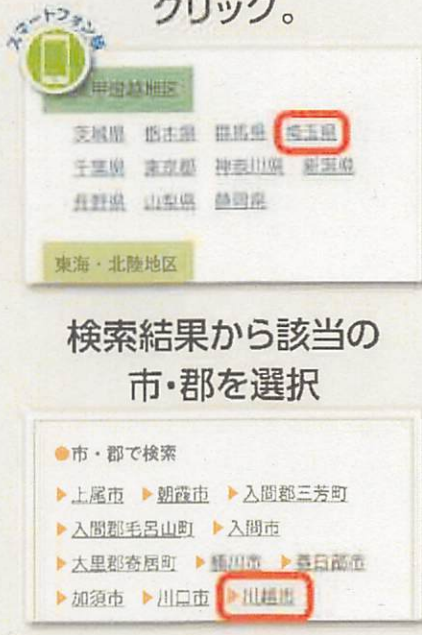 クリック。
スマートフォン版
甲信越地区
茨城県 栃木県 群馬県 埼玉県
千葉県 東京都 神奈川県 新潟県
長野県 山梨県 静岡県
東海・北陸地区
検索結果から該当の
市・郡を選択
●市・郡で検索
▶上尾市 ▶朝霞市 ▶入間郡三芳町
▶入間郡毛呂山町 ▶入間市
▶大里郡寄居町 ▶桶川市 ▶春日部市
▶加須市 ▶川口市 ▶川越市